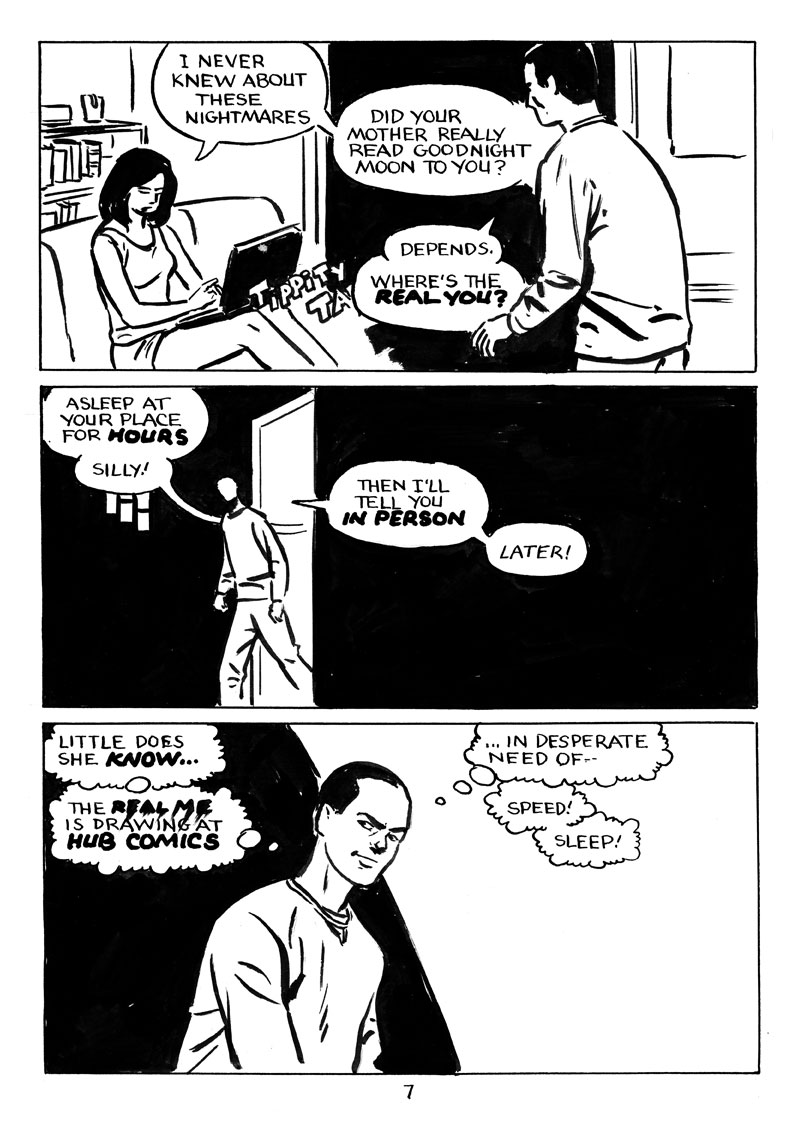 I NEVER
KNEW ABOUT
THESE
NIGHTMARES
DID YOUR
MOTHER REALLY
READ GOODNIGHT
MOON TO YOU?
DEPENDS.
WHERE'S THE
REAL YOU?
TIPPITY
TA
ASLEEP AT
YOUR PLACE
FOR HOURS
SILLY!
THEN I'LL
TELL YOU
IN PERSON
LATER!
LITTLE DOES
SHE KNOW...
THE REAL ME
IS DRAWING AT
HUB COMICS
... IN DESPERATE
NEED OF--
SPEED!
SLEEP!
7